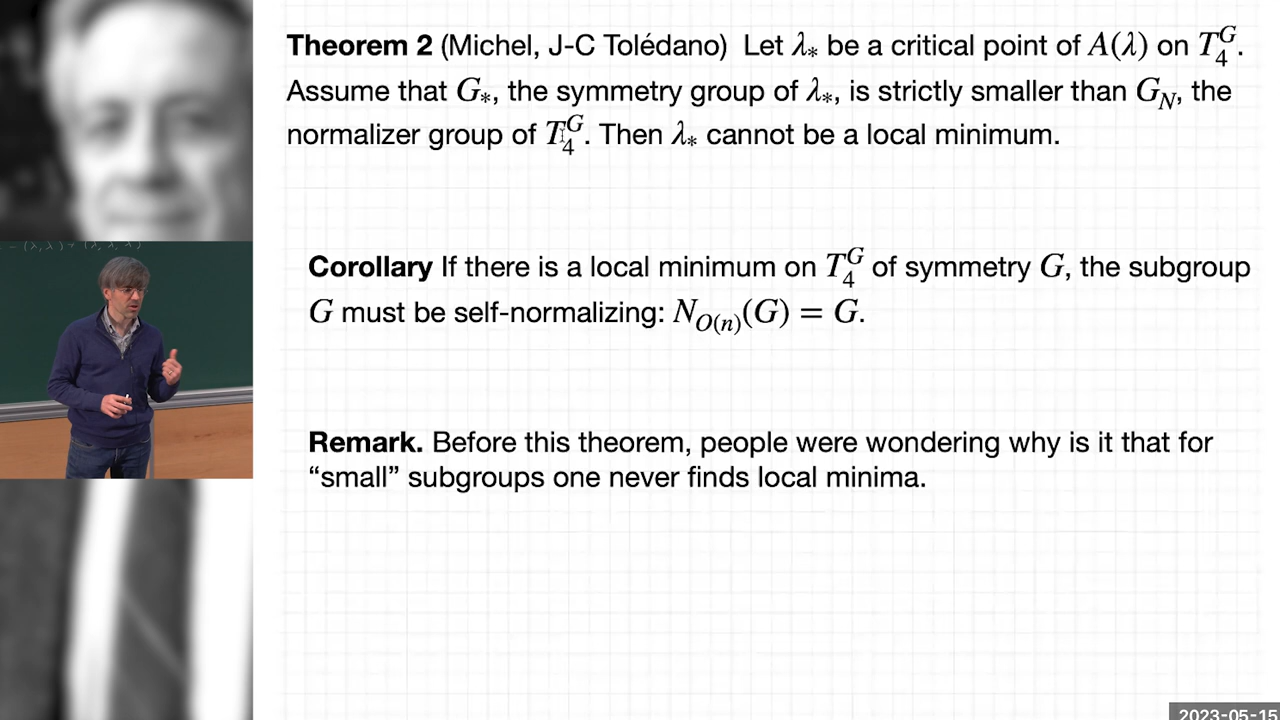 Theorem 2 (Michel, J-C Tolédano) Let λ* be a critical point of A(λ) on T₄ᴳ.
Assume that G*, the symmetry group of λ*, is strictly smaller than G_N, the
normalizer group of T₄ᴳ. Then λ* cannot be a local minimum.
Corollary If there is a local minimum on T₄ᴳ of symmetry G, the subgroup
G must be self-normalizing: N_{O(n)}(G) = G.
Remark. Before this theorem, people were wondering why is it that for
“small” subgroups one never finds local minima.
2023-05-15